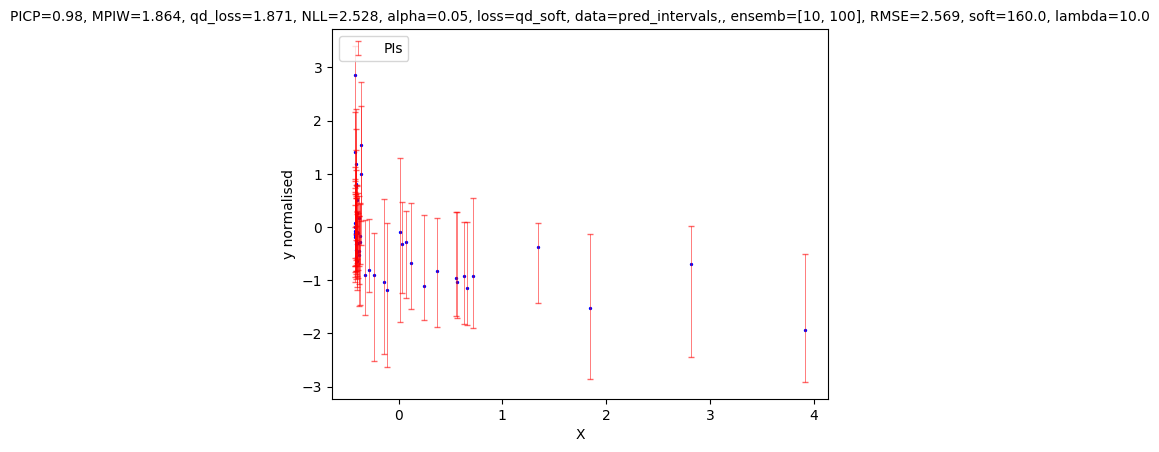 PICP=0.98, MPIW=1.864, qd_loss=1.871, NLL=2.528, alpha=0.05, loss=qd_soft, data=pred_intervals,, ensemb=[10, 100], RMSE=2.569, soft=160.0, lambda=10.0
PIs
3
2
1
0
−1
−2
−3
y normalised
0 1 2 3 4
X